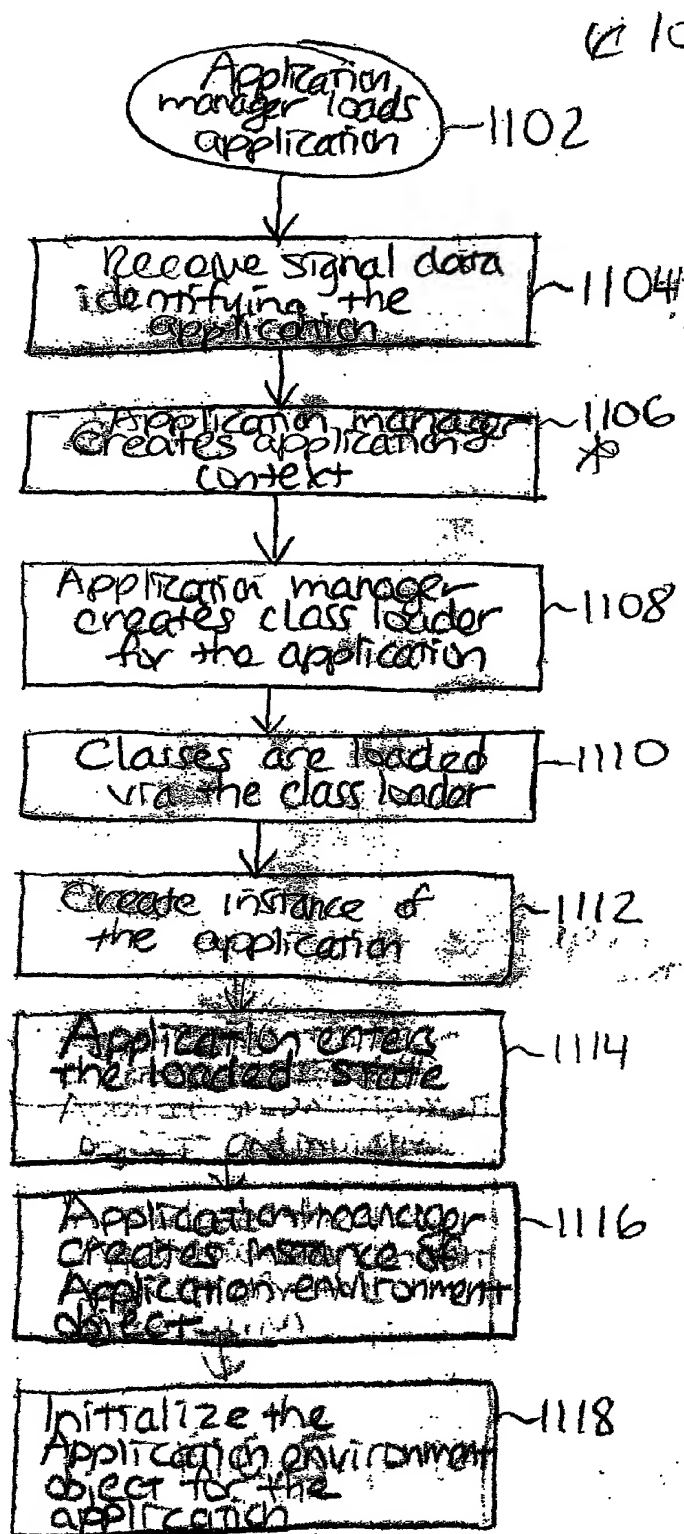 10
Application
manager loads
application
1102
Receive signal data
identifying the
application
1104
Application manager
creates application
context
1106
Application manager
creates class loader
for the application
1108
Classes are loaded
via the class loader
1110
Create instance of
the application
1112
Application enters
the loaded state
1114
Application manager
creates instance of
Application environment
object
1116
Initialize the
Application environment
object for the
application
1118